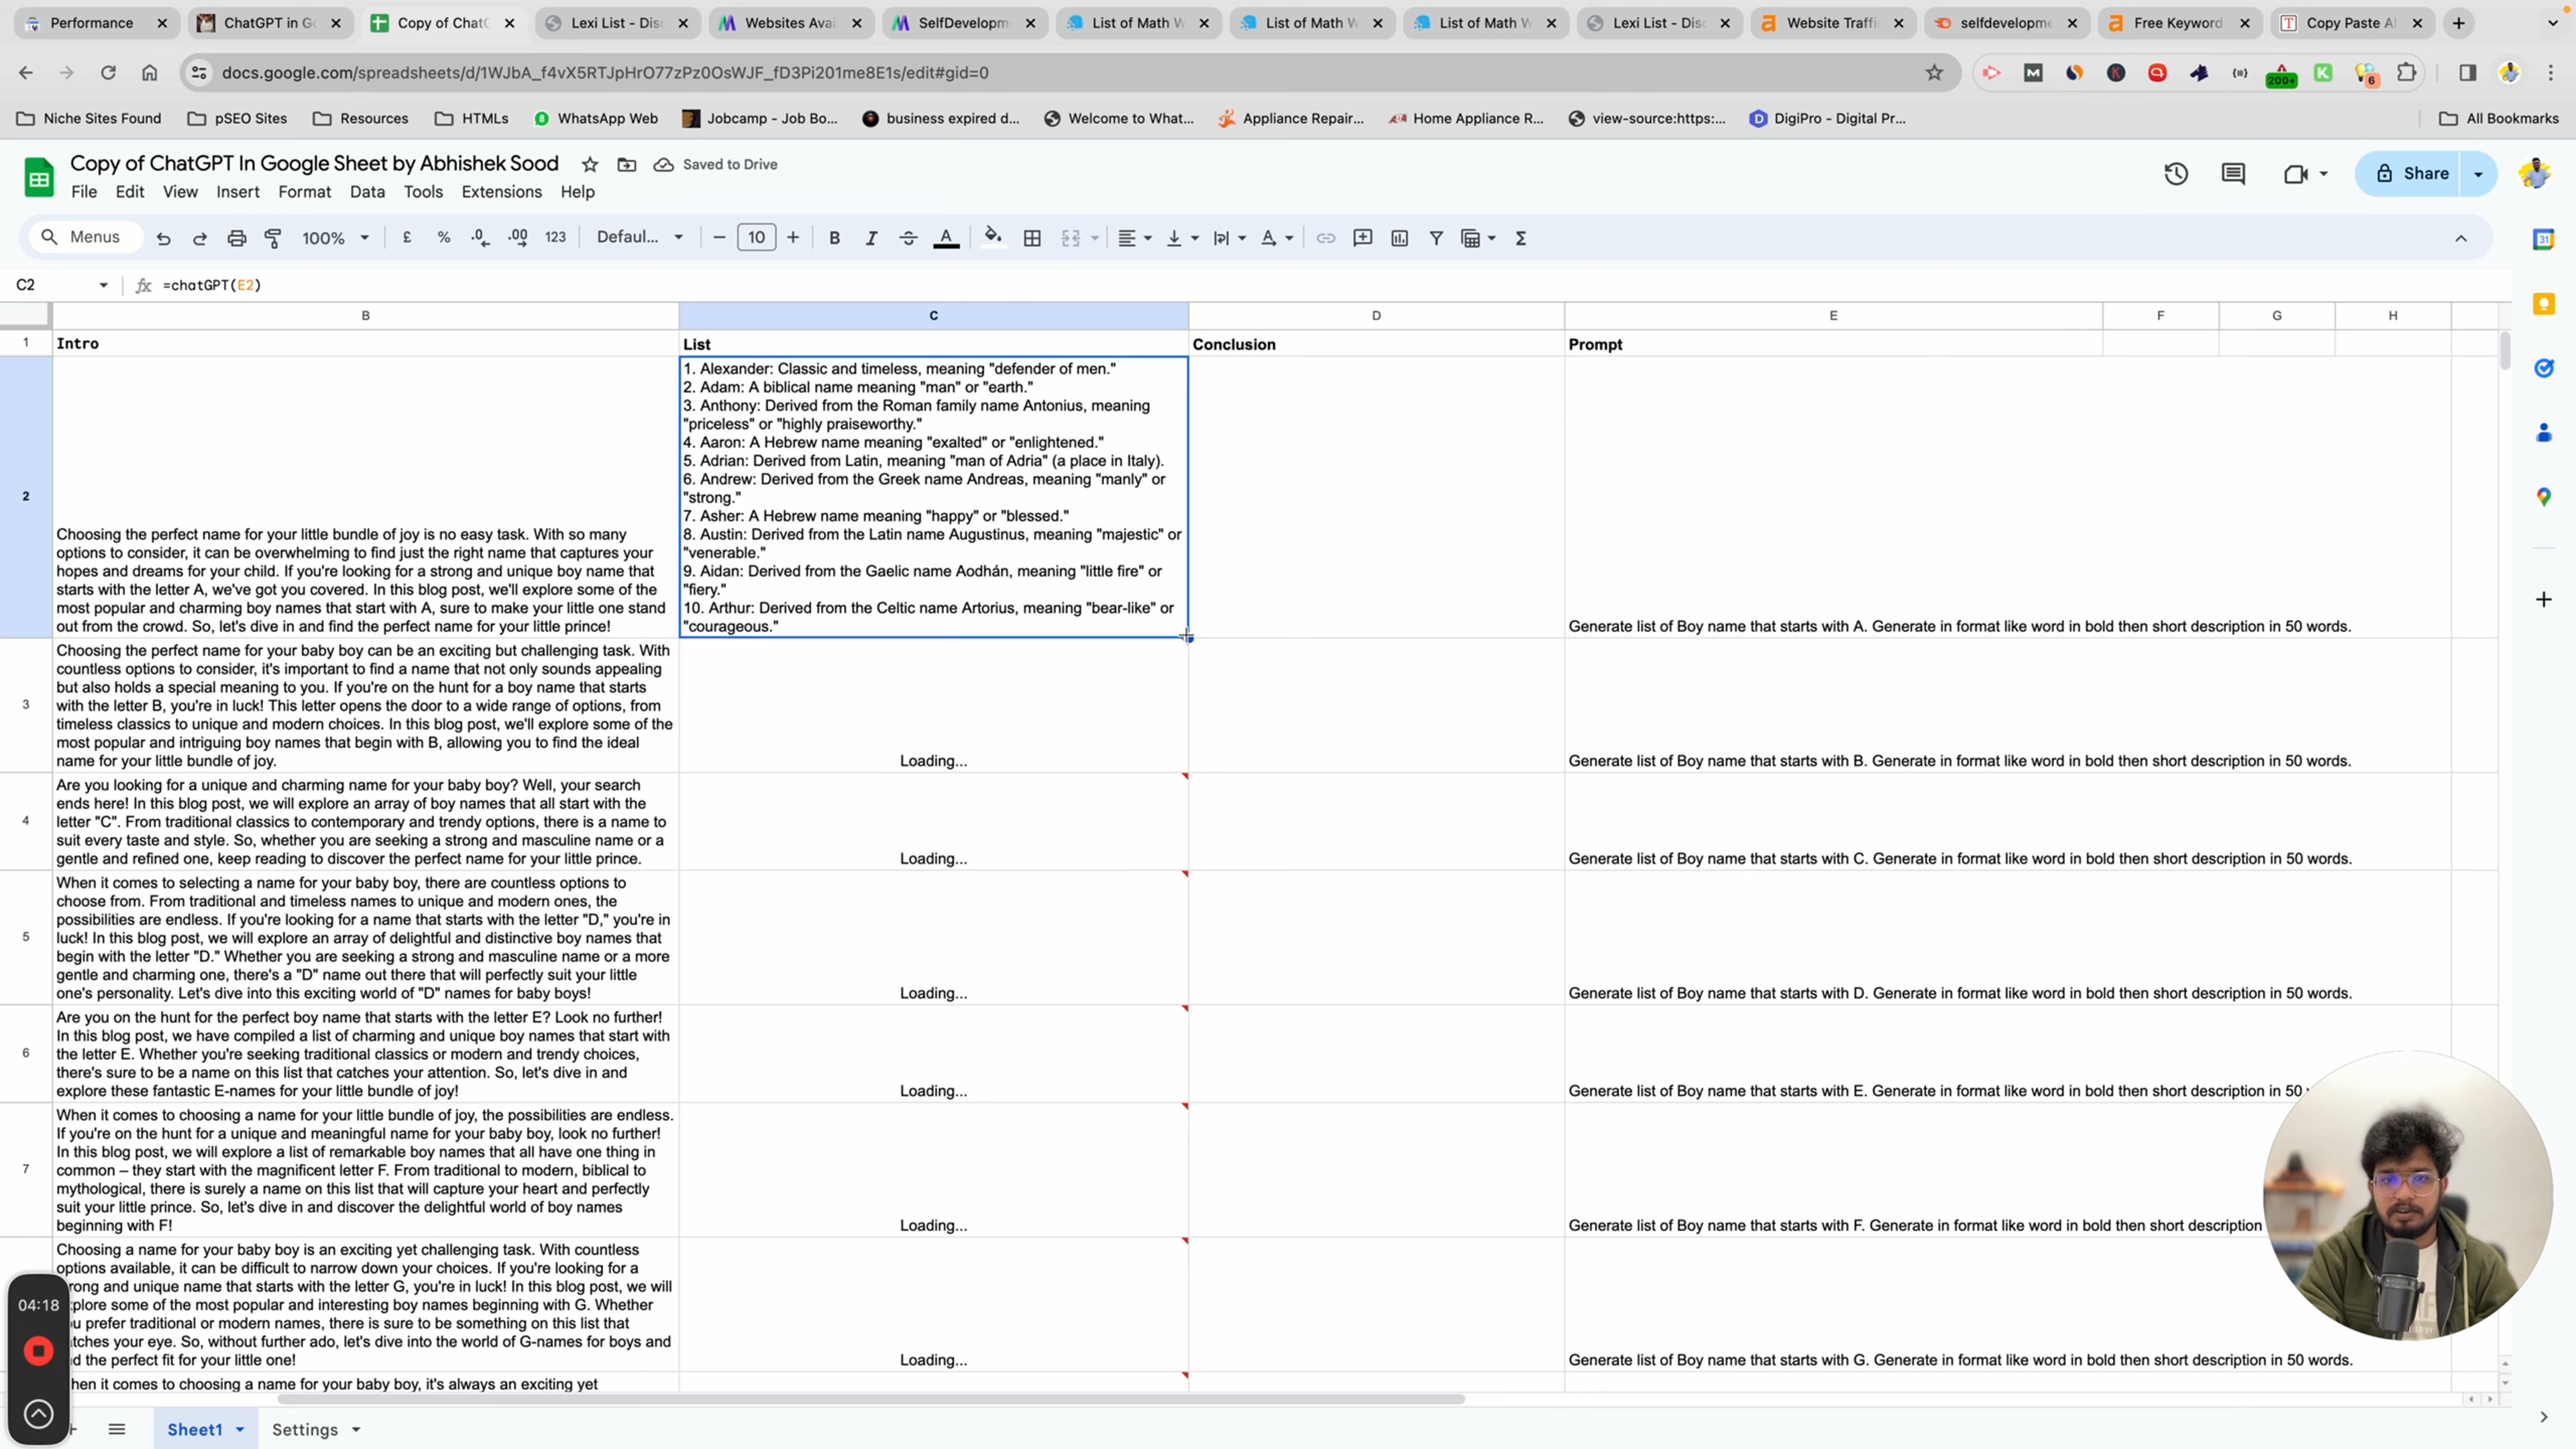 Performance
ChatGPT in G
Copy of ChatG
Lexi List - Dis
Websites Avai
SelfDevelopm
List of Math W
List of Math W
List of Math W
Lexi List - Dis
Website Traffi
selfdevelopme
Free Keyword
Copy Paste Al
docs.google.com/spreadsheets/d/1WJbA_f4vX5RTJpHrO77zPz0OsWJF_fD3Pi201me8E1s/edit#gid=0
200+
6
Niche Sites Found
pSEO Sites
Resources
HTMLs
WhatsApp Web
Jobcamp - Job Bo...
business expired d...
Welcome to What...
Appliance Repair...
Home Appliance R...
view-source:https:...
DigiPro - Digital Pr...
All Bookmarks
Copy of ChatGPT In Google Sheet by Abhishek Sood
Saved to Drive
File Edit View Insert Format Data Tools Extensions Help
Share
Menus
100%
£ % .0 .00 123
Defaul...
10
B I A
31
C2
=chatGPT(E2)
B C D E F G H
1 Intro List Conclusion Prompt
2
Choosing the perfect name for your little bundle of joy is no easy task. With so many
options to consider, it can be overwhelming to find just the right name that captures your
hopes and dreams for your child. If you're looking for a strong and unique boy name that
starts with the letter A, we've got you covered. In this blog post, we'll explore some of the
most popular and charming boy names that start with A, sure to make your little one stand
out from the crowd. So, let's dive in and find the perfect name for your little prince!
1. Alexander: Classic and timeless, meaning "defender of men."
2. Adam: A biblical name meaning "man" or "earth."
3. Anthony: Derived from the Roman family name Antonius, meaning
"priceless" or "highly praiseworthy."
4. Aaron: A Hebrew name meaning "exalted" or "enlightened."
5. Adrian: Derived from Latin, meaning "man of Adria" (a place in Italy).
6. Andrew: Derived from the Greek name Andreas, meaning "manly" or
"strong."
7. Asher: A Hebrew name meaning "happy" or "blessed."
8. Austin: Derived from the Latin name Augustinus, meaning "majestic" or
"venerable."
9. Aidan: Derived from the Gaelic name Aodhán, meaning "little fire" or
"fiery."
10. Arthur: Derived from the Celtic name Artorius, meaning "bear-like" or
"courageous."
Generate list of Boy name that starts with A. Generate in format like word in bold then short description in 50 words.
3
Choosing the perfect name for your baby boy can be an exciting but challenging task. With
countless options to consider, it's important to find a name that not only sounds appealing
but also holds a special meaning to you. If you're on the hunt for a boy name that starts
with the letter B, you're in luck! This letter opens the door to a wide range of options, from
timeless classics to unique and modern choices. In this blog post, we'll explore some of the
most popular and intriguing boy names that begin with B, allowing you to find the ideal
name for your little bundle of joy.
Loading...
Generate list of Boy name that starts with B. Generate in format like word in bold then short description in 50 words.
4
Are you looking for a unique and charming name for your baby boy? Well, your search
ends here! In this blog post, we will explore an array of boy names that all start with the
letter "C". From traditional classics to contemporary and trendy options, there is a name to
suit every taste and style. So, whether you are seeking a strong and masculine name or a
gentle and refined one, keep reading to discover the perfect name for your little prince.
Loading...
Generate list of Boy name that starts with C. Generate in format like word in bold then short description in 50 words.
5
When it comes to selecting a name for your baby boy, there are countless options to
choose from. From traditional and timeless names to unique and modern ones, the
possibilities are endless. If you're looking for a name that starts with the letter "D," you're in
luck! In this blog post, we will explore an array of delightful and distinctive boy names that
begin with the letter "D." Whether you are seeking a strong and masculine name or a more
gentle and charming one, there's a "D" name out there that will perfectly suit your little
one's personality. Let's dive into this exciting world of "D" names for baby boys!
Loading...
Generate list of Boy name that starts with D. Generate in format like word in bold then short description in 50 words.
6
Are you on the hunt for the perfect boy name that starts with the letter E? Look no further!
In this blog post, we have compiled a list of charming and unique boy names that start with
the letter E. Whether you're seeking traditional classics or modern and trendy choices,
there's sure to be a name on this list that catches your attention. So, let's dive in and
explore these fantastic E-names for your little bundle of joy!
Loading...
Generate list of Boy name that starts with E. Generate in format like word in bold then short description in 50
7
When it comes to choosing a name for your little bundle of joy, the possibilities are endless.
If you're on the hunt for a unique and meaningful name for your baby boy, look no further!
In this blog post, we will explore a list of remarkable boy names that all have one thing in
common – they start with the magnificent letter F. From traditional to modern, biblical to
mythological, there is surely a name on this list that will capture your heart and perfectly
suit your little prince. So, let's dive in and discover the delightful world of boy names
beginning with F!
Loading...
Generate list of Boy name that starts with F. Generate in format like word in bold then short description
Choosing a name for your baby boy is an exciting yet challenging task. With countless
options available, it can be difficult to narrow down your choices. If you're looking for a
rong and unique name that starts with the letter G, you're in luck! In this blog post, we will
plore some of the most popular and interesting boy names beginning with G. Whether
u prefer traditional or modern names, there is sure to be something on this list that
tches your eye. So, without further ado, let's dive into the world of G-names for boys and
d the perfect fit for your little one!
Loading...
Generate list of Boy name that starts with G. Generate in format like word in bold then short description in 50 words.
hen it comes to choosing a name for your baby boy, it's always an exciting yet
04:18
Sheet1
Settings